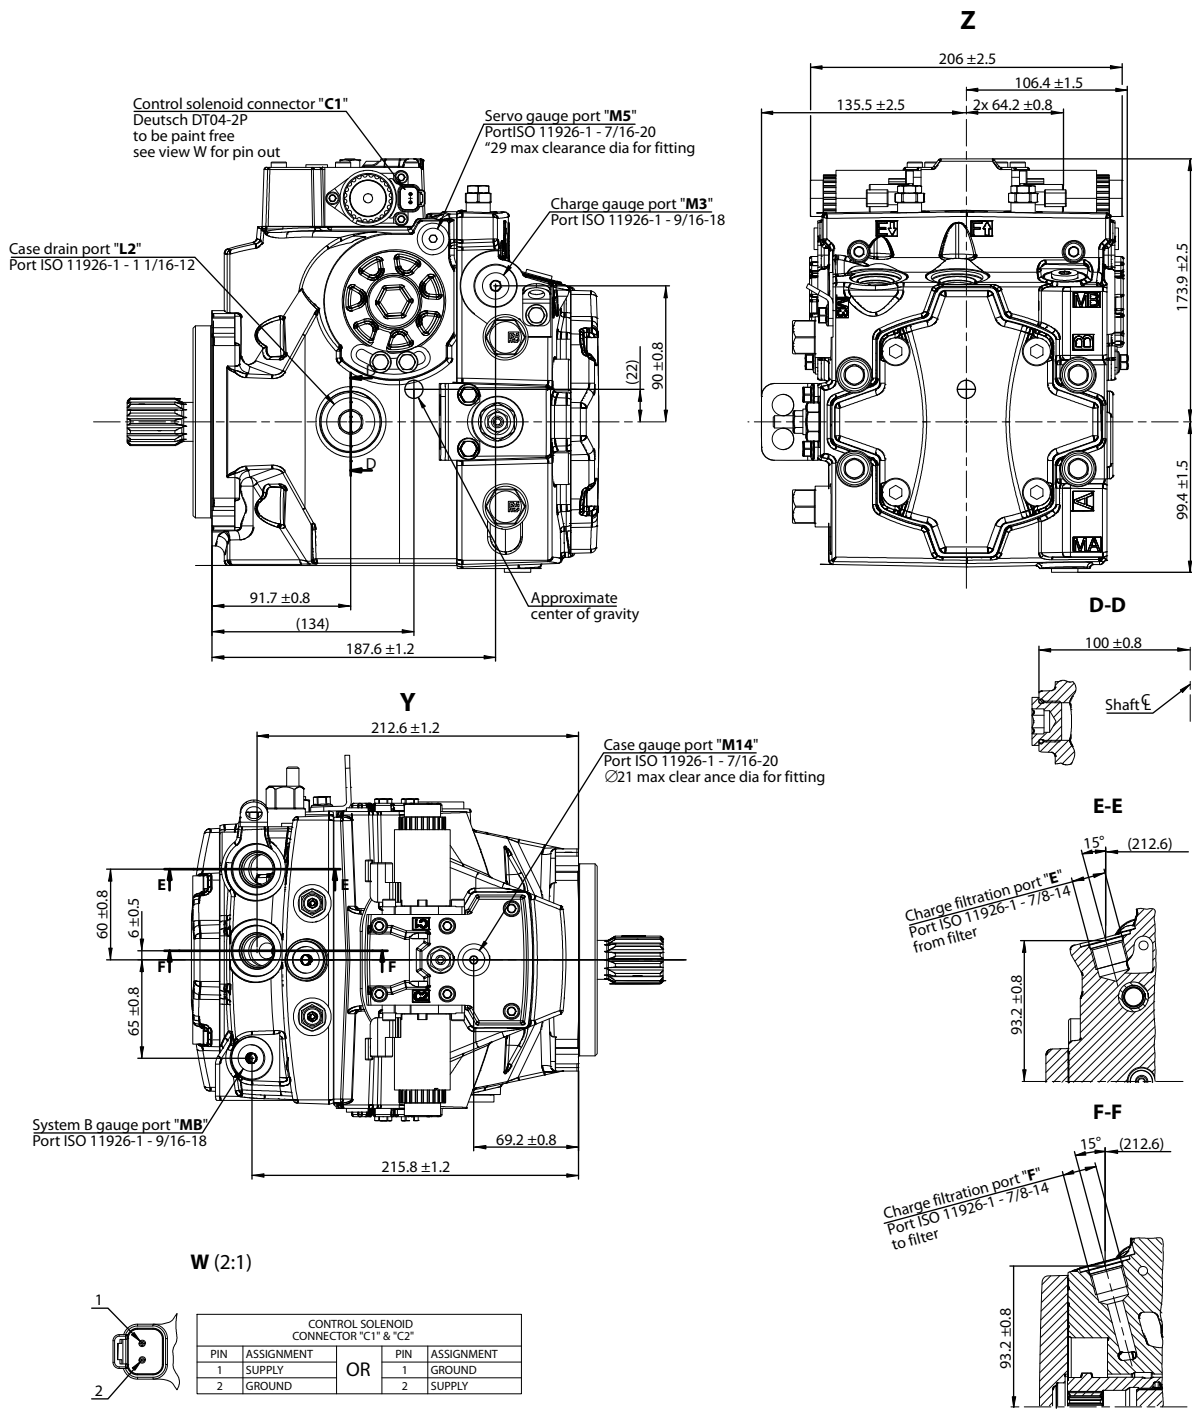 Z
206 ±2.5
106.4 ±1.5
135.5 ±2.5
2x 64.2 ±0.8
Control solenoid connector "C1"
Deutsch DT04-2P
to be paint free
see view W for pin out
Servo gauge port "M5"
PortISO 11926-1 - 7/16-20
“29 max clearance dia for fitting
Charge gauge port "M3"
Port ISO 11926-1 - 9/16-18
Case drain port "L2"
Port ISO 11926-1 - 1 1/16-12
E
F
M3
MB
B
A
MA
173.9 ±2.5
99.4 ±1.5
(22)
90 ±0.8
D
91.7 ±0.8
(134)
187.6 ±1.2
Approximate
center of gravity
D-D
100 ±0.8
Shaft ℄
Y
212.6 ±1.2
Case gauge port "M14"
Port ISO 11926-1 - 7/16-20
∅21 max clear ance dia for fitting
E
E
F
F
60 ±0.8
6 ±0.5
65 ±0.8
System B gauge port "MB"
Port ISO 11926-1 - 9/16-18
69.2 ±0.8
215.8 ±1.2
E-E
15°
(212.6)
Charge filtration port "E"
Port ISO 11926-1 - 7/8-14
from filter
93.2 ±0.8
F-F
15°
(212.6)
Charge filtration port "F"
Port ISO 11926-1 - 7/8-14
to filter
93.2 ±0.8
W (2:1)
1
2
CONTROL SOLENOID
CONNECTOR "C1" & "C2"
PIN ASSIGNMENT OR PIN ASSIGNMENT
1 SUPPLY 1 GROUND
2 GROUND 2 SUPPLY